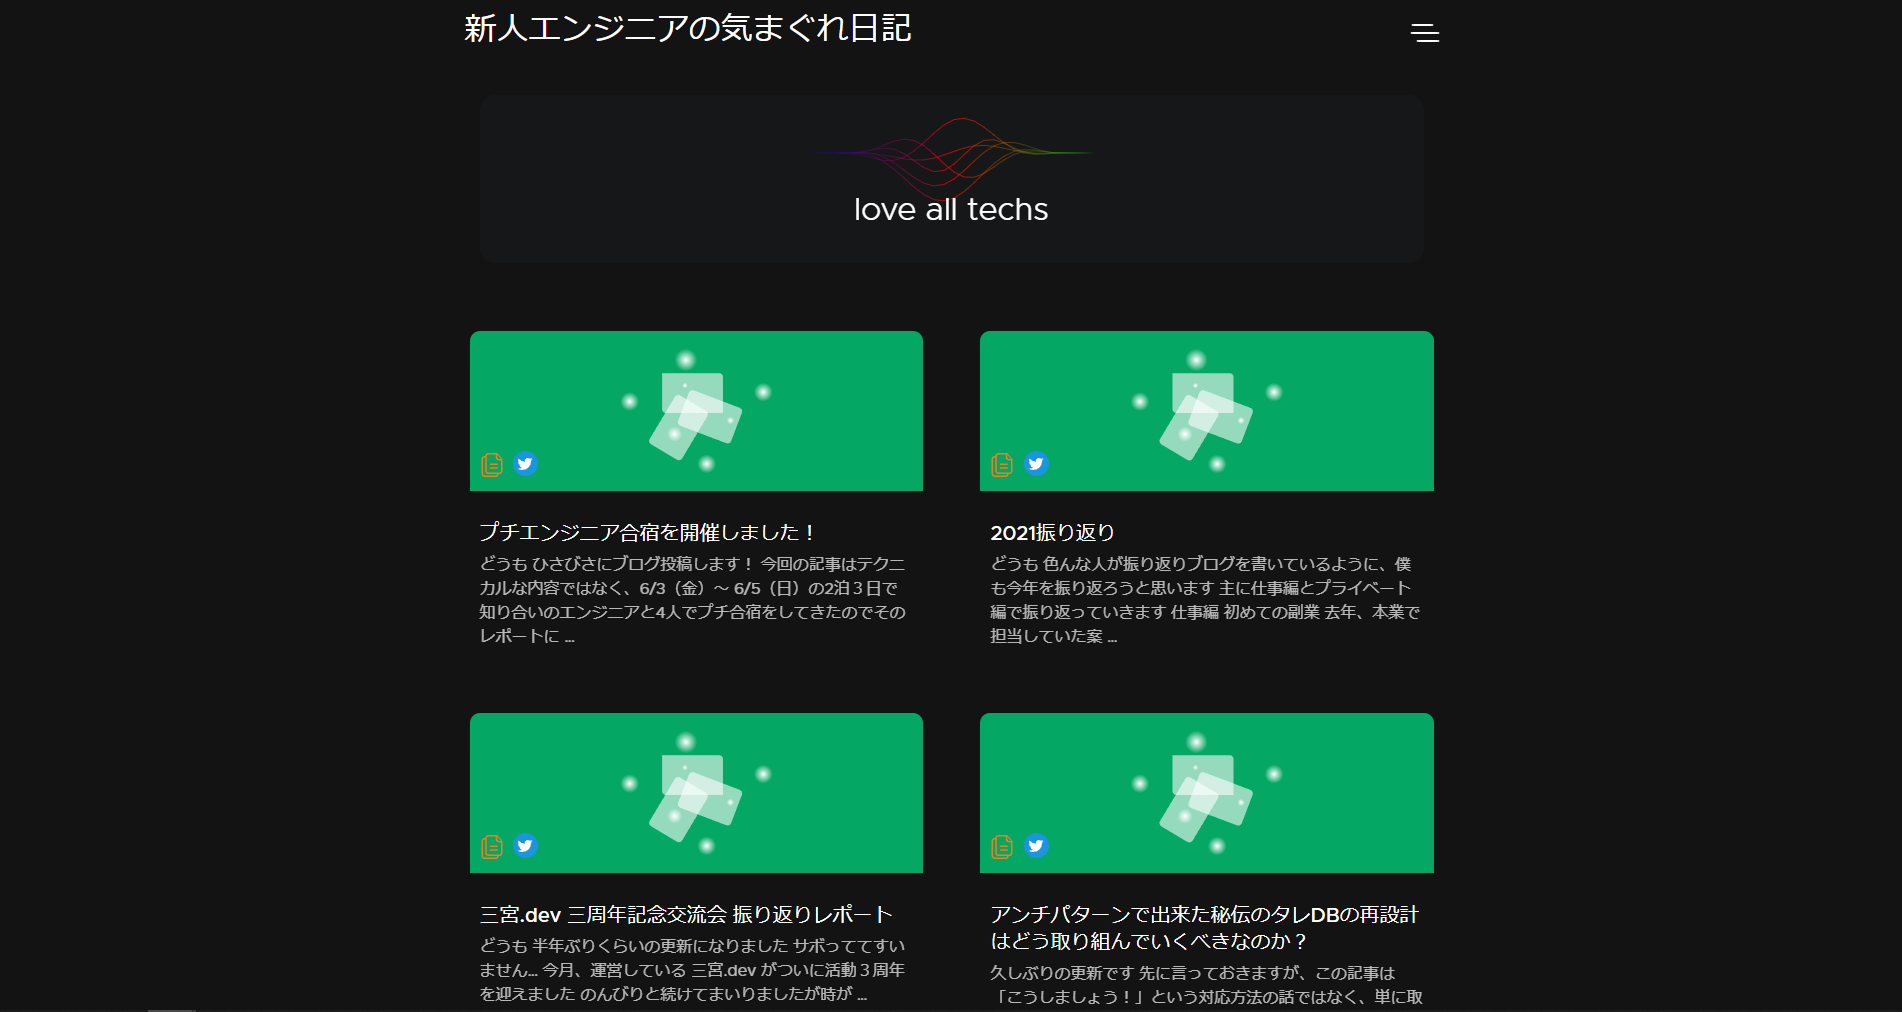 新人エンジニアの気まぐれ日記
love all techs
プチエンジニア合宿を開催しました！
どうも ひさびさにブログ投稿します！ 今回の記事はテクニ
カルな内容ではなく、6/3（金）〜 6/5（日）の2泊３日で
知り合いのエンジニアと4人でプチ合宿をしてきたのでその
レポートに ...
2021振り返り
どうも 色んな人が振り返りブログを書いているように、僕
も今年を振り返ろうと思います 主に仕事編とプライベート
編で振り返っていきます 仕事編 初めての副業 去年、本業で
担当していた案 ...
三宮.dev 三周年記念交流会 振り返りレポート
どうも 半年ぶりくらいの更新になりました サボっててすい
ません... 今月、運営している 三宮.dev がついに活動３周年
を迎えました のんびりと続けてまいりましたが時が ...
アンチパターンで出来た秘伝のタレDBの再設計
はどう取り組んでいくべきなのか？
久しぶりの更新です 先に言っておきますが、この記事は
「こうしましょう！」という対応方法の話ではなく、単に取